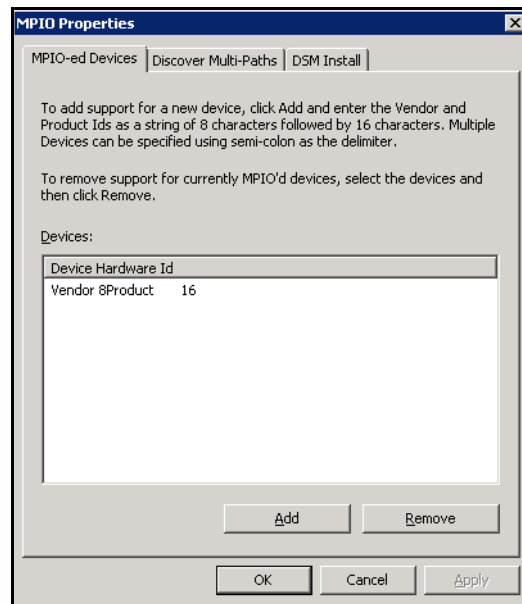 MPIO Properties
MPIO-ed Devices Discover Multi-Paths DSM Install
To add support for a new device, click Add and enter the Vendor and
Product Ids as a string of 8 characters followed by 16 characters. Multiple
Devices can be specified using semi-colon as the delimiter.
To remove support for currently MPIO'd devices, select the devices and
then click Remove.
Devices:
Device Hardware Id
Vendor 8Product 16
Add Remove
OK Cancel Apply